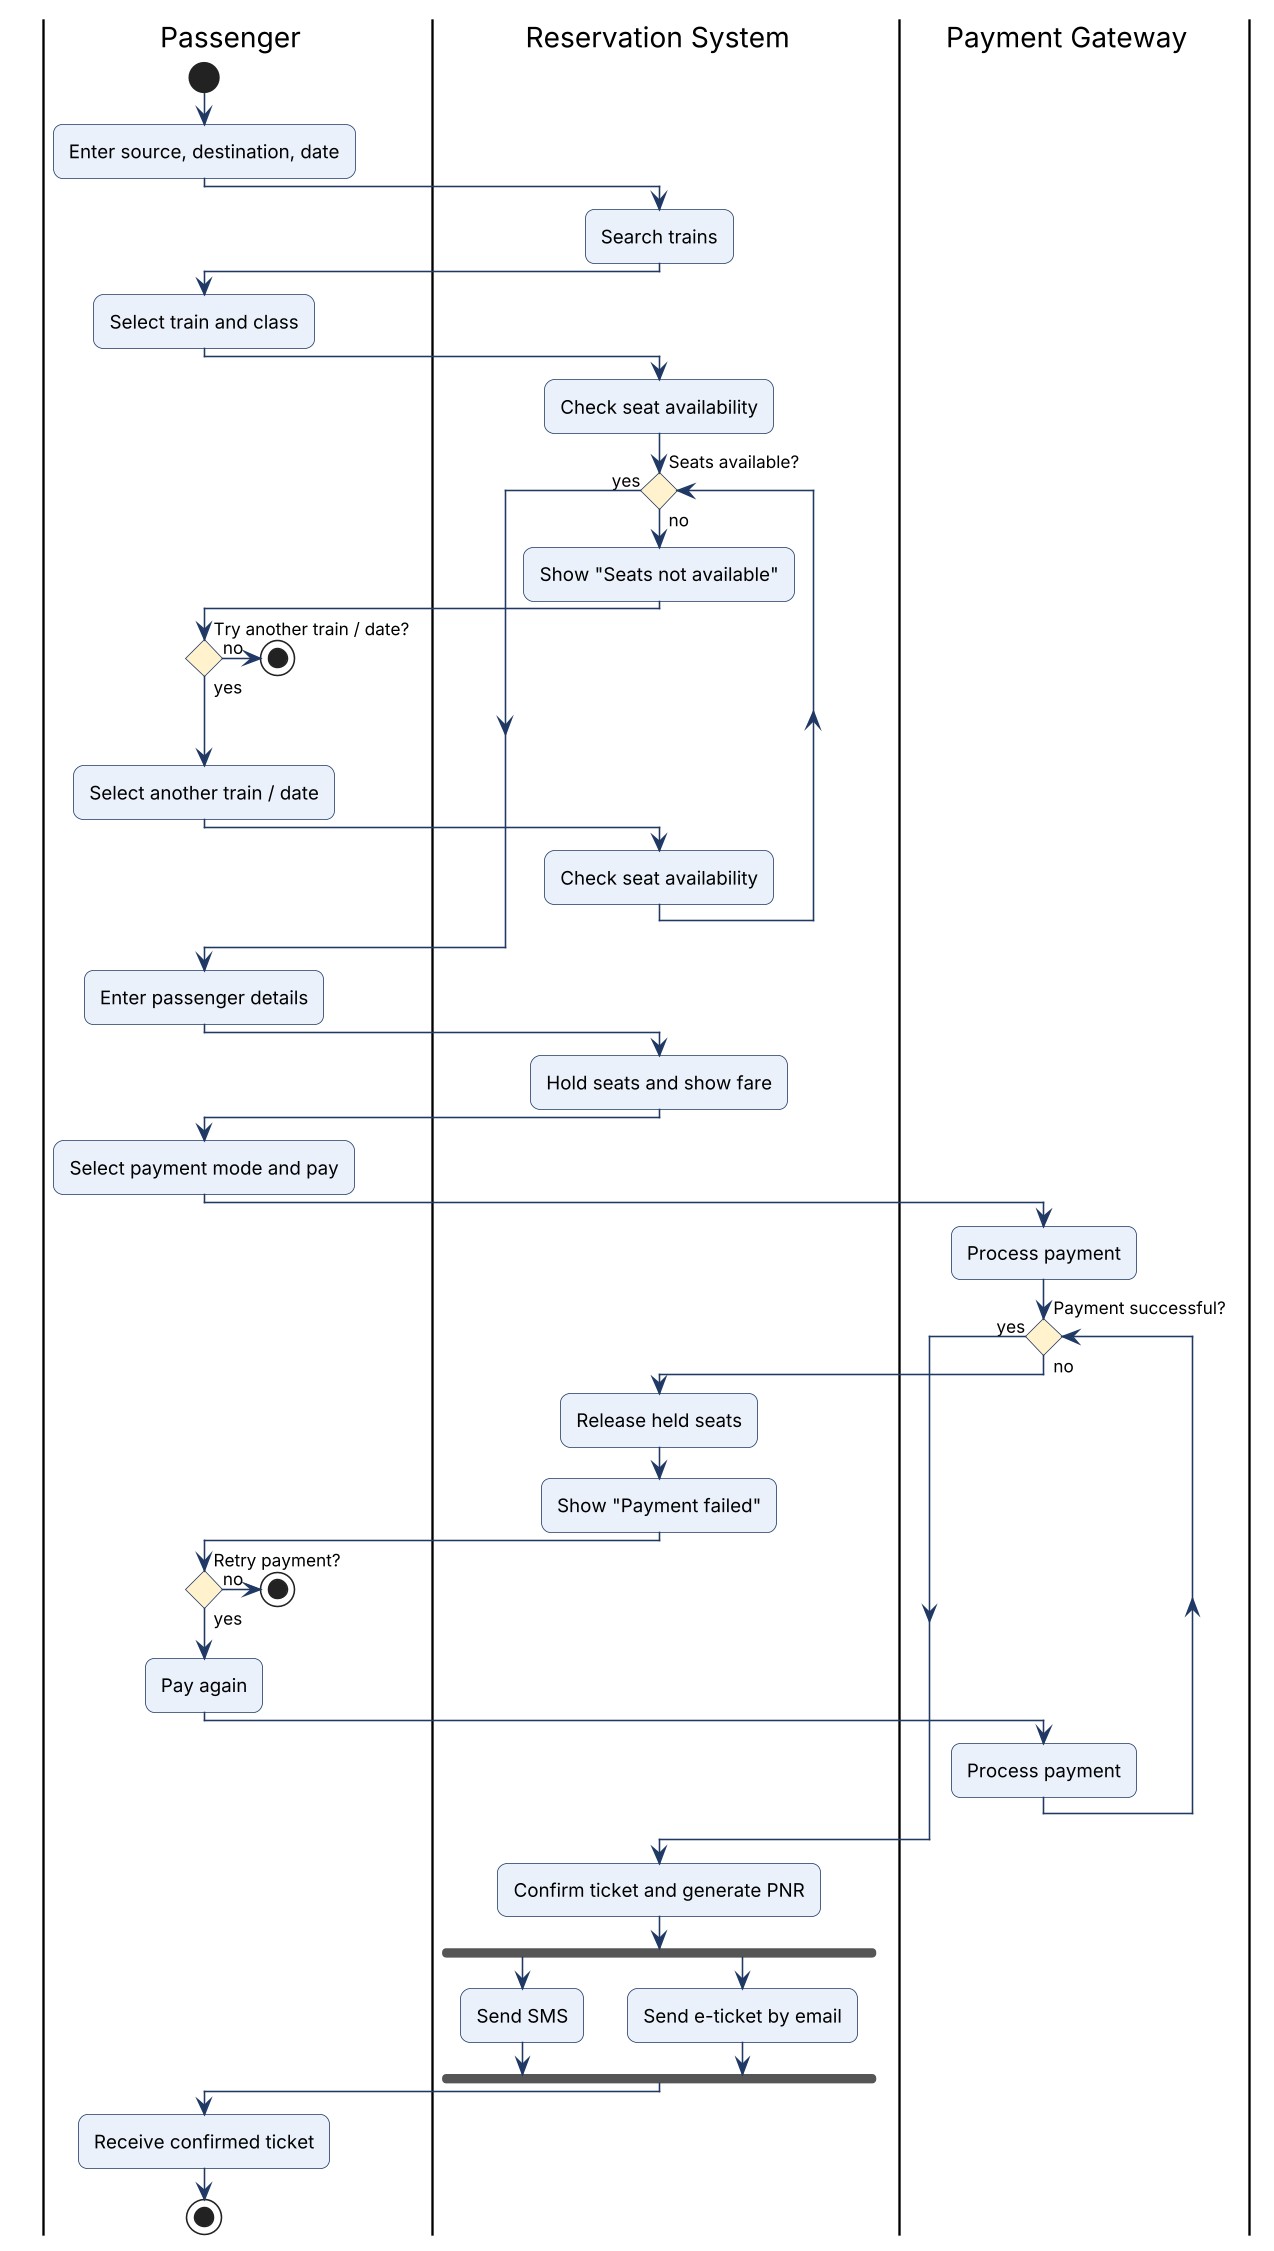 Passenger
Reservation System
Payment Gateway
Enter source, destination, date
Search trains
Select train and class
Check seat availability
Seats available?
yes
no
Show "Seats not available"
Try another train / date?
no
yes
Select another train / date
Check seat availability
Enter passenger details
Hold seats and show fare
Select payment mode and pay
Process payment
Payment successful?
yes
no
Release held seats
Show "Payment failed"
Retry payment?
no
yes
Pay again
Process payment
Confirm ticket and generate PNR
Send SMS
Send e-ticket by email
Receive confirmed ticket